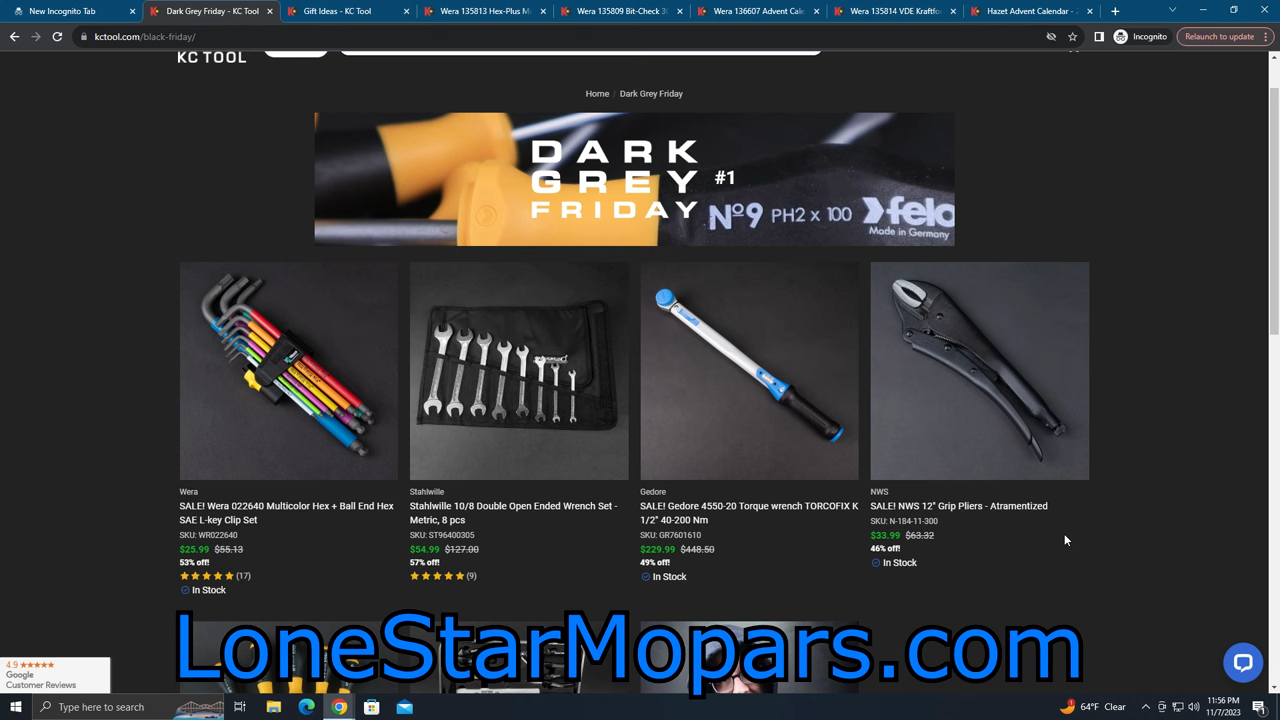 New Incognito Tab
Dark Grey Friday! - KC Tool
Gift Ideas - KC Tool
Wera 135813 Hex-Plus M
Wera 135809 Bicycle
Wera 136607 Advent Cale
Wera 135814 VDE Kraftfo
Hazet Advent Calendar -
kctool.com/black-friday/
Incognito
Relaunch to update
KC TOOL
Home / Dark Grey Friday
DARK
GREY
FRIDAY
#1
Nº9 PH2 x 100 felo
Made in Germany
Wera
SALE! Wera 022640 Multicolor Hex + Ball End Hex
SAE L-key Clip Set
SKU: WR022640
$25.99 $55.13
53% off!
(17)
In Stock
Stahlwille
Stahlwille 10/8 Double Open Ended Wrench Set -
Metric, 8 pcs
SKU: ST96400305
$54.99 $127.00
57% off!
(9)
Gedore
SALE! Gedore 4550-20 Torque wrench TORCOFIX K
1/2" 40-200 Nm
SKU: GR7601610
$229.99 $448.50
49% off!
In Stock
NWS
SALE! NWS 12" Grip Pliers - Atramentized
SKU: N-184-11-300
$33.99 $63.32
46% off!
In Stock
LoneStarMopars.com
4.9
Google
Customer Reviews
Type here to search
64°F Clear
11:56 PM
11/7/2023